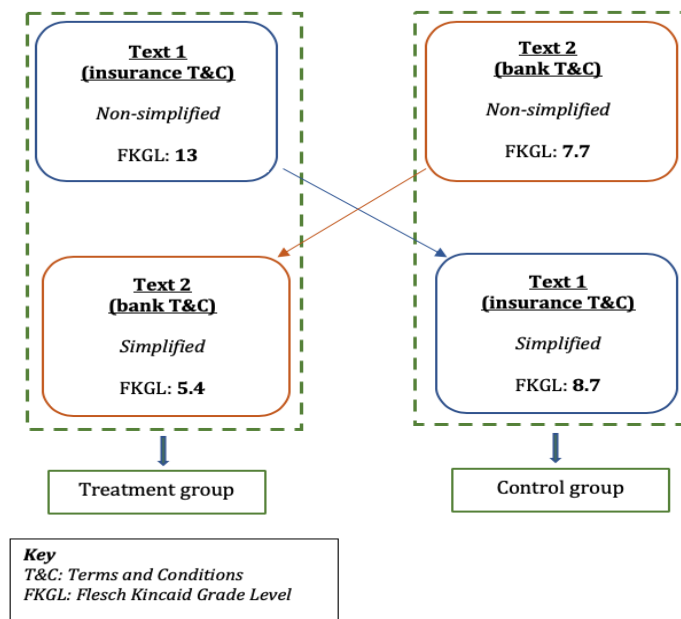 Text 1
(insurance T&C)
Non-simplified
FKGL: 13
Text 2
(bank T&C)
Non-simplified
FKGL: 7.7
Text 2
(bank T&C)
Simplified
FKGL: 5.4
Text 1
(insurance T&C)
Simplified
FKGL: 8.7
Treatment group
Control group
Key
T&C: Terms and Conditions
FKGL: Flesch Kincaid Grade Level